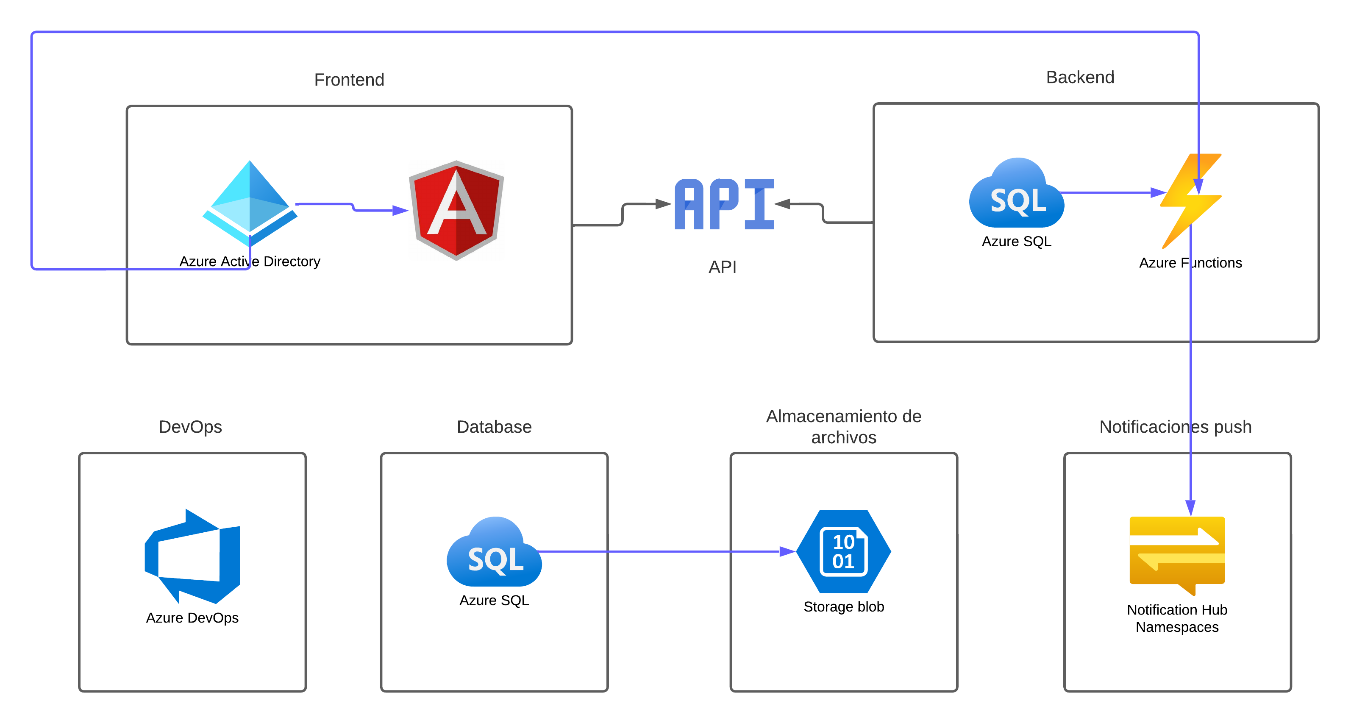 Frontend
Backend
API
SQL
Azure SQL
Azure Active Directory
Azure Functions
API
DevOps
Database
Almacenamiento de
archivos
Notificaciones push
SQL
10
01
Azure DevOps
Azure SQL
Storage blob
Notification Hub
Namespaces